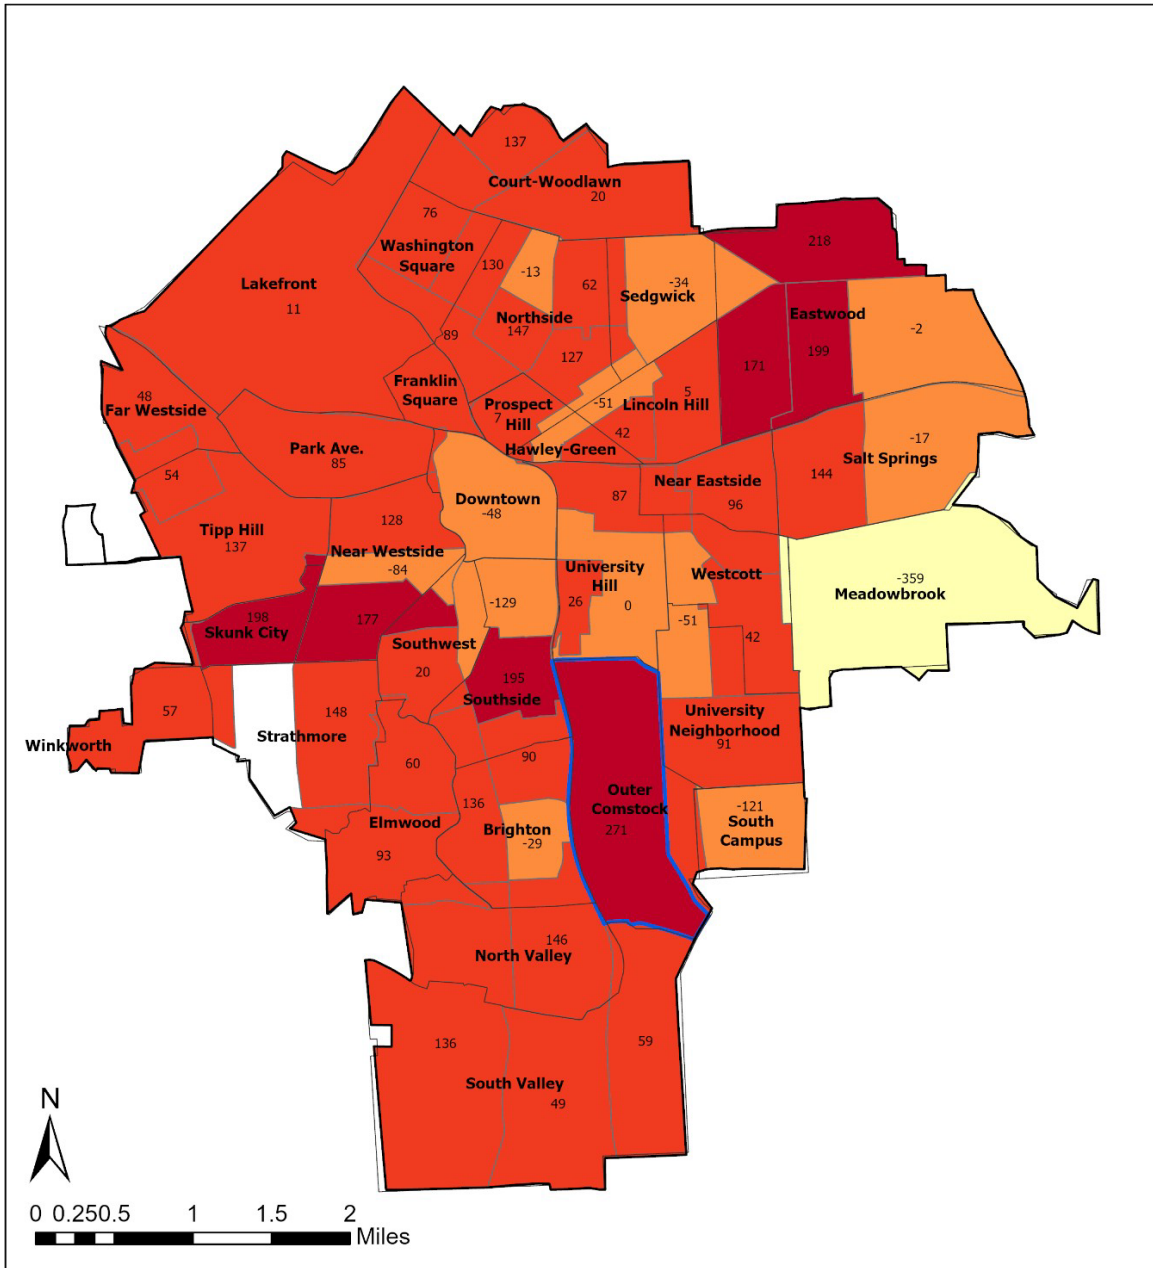 137
Court-Woodlawn
20
76
Washington
Square
130
-13
62
-34
Sedgwick
218
Lakefront
11
Northside
147
89
127
Eastwood
199
171
-2
48
Far Westside
Franklin
Square
Prospect
7
Hill
-51
Lincoln Hill
5
42
Hawley-Green
Park Ave.
85
54
-17
Salt Springs
144
Near Eastside
96
87
Downtown
-48
Tipp Hill
137
128
Near Westside
-84
University
Hill
26
0
-129
Westcott
-51
42
-359
Meadowbrook
198
Skunk City
177
Southwest
20
195
Southside
57
Winkworth
148
Strathmore
60
University
Neighborhood
91
90
136
Outer
Comstock
271
-121
South
Campus
Elmwood
93
Brighton
-29
146
North Valley
136
59
South Valley
49
N
0 0.250.5 1 1.5 2
Miles